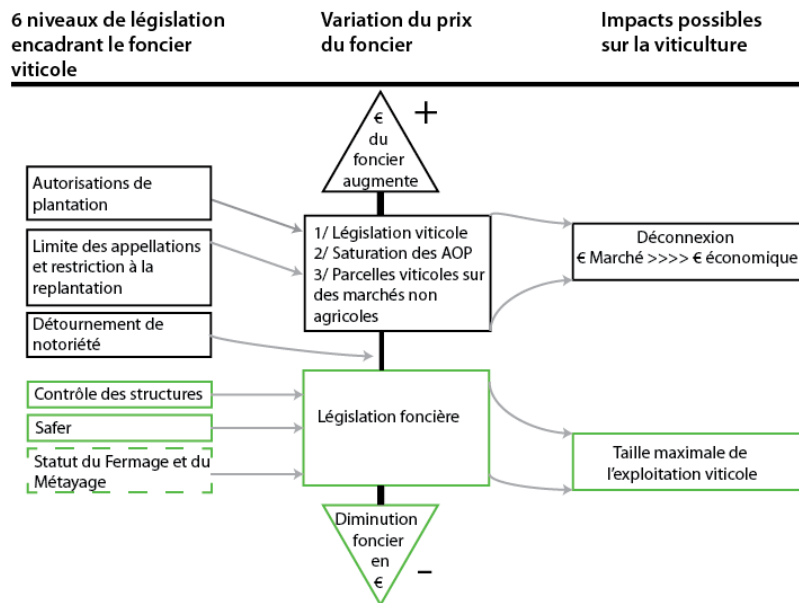 6 niveaux de législation
encadrant le foncier
viticole
Variation du prix
du foncier
Impacts possibles
sur la viticulture
€
du
foncier
augmente
+
Autorisations de
plantation
Limite des appellations
et restriction à la
replantation
Détournement de
notoriété
1/ Législation viticole
2/ Saturation des AOP
3/ Parcelles viticoles sur
des marchés non
agricoles
Déconnexion
€ Marché >>>> € économique
Contrôle des structures
Safer
Statut du Fermage et du
Métayage
Législation foncière
Taille maximale de
l'exploitation viticole
Diminution
foncier
en
€
–